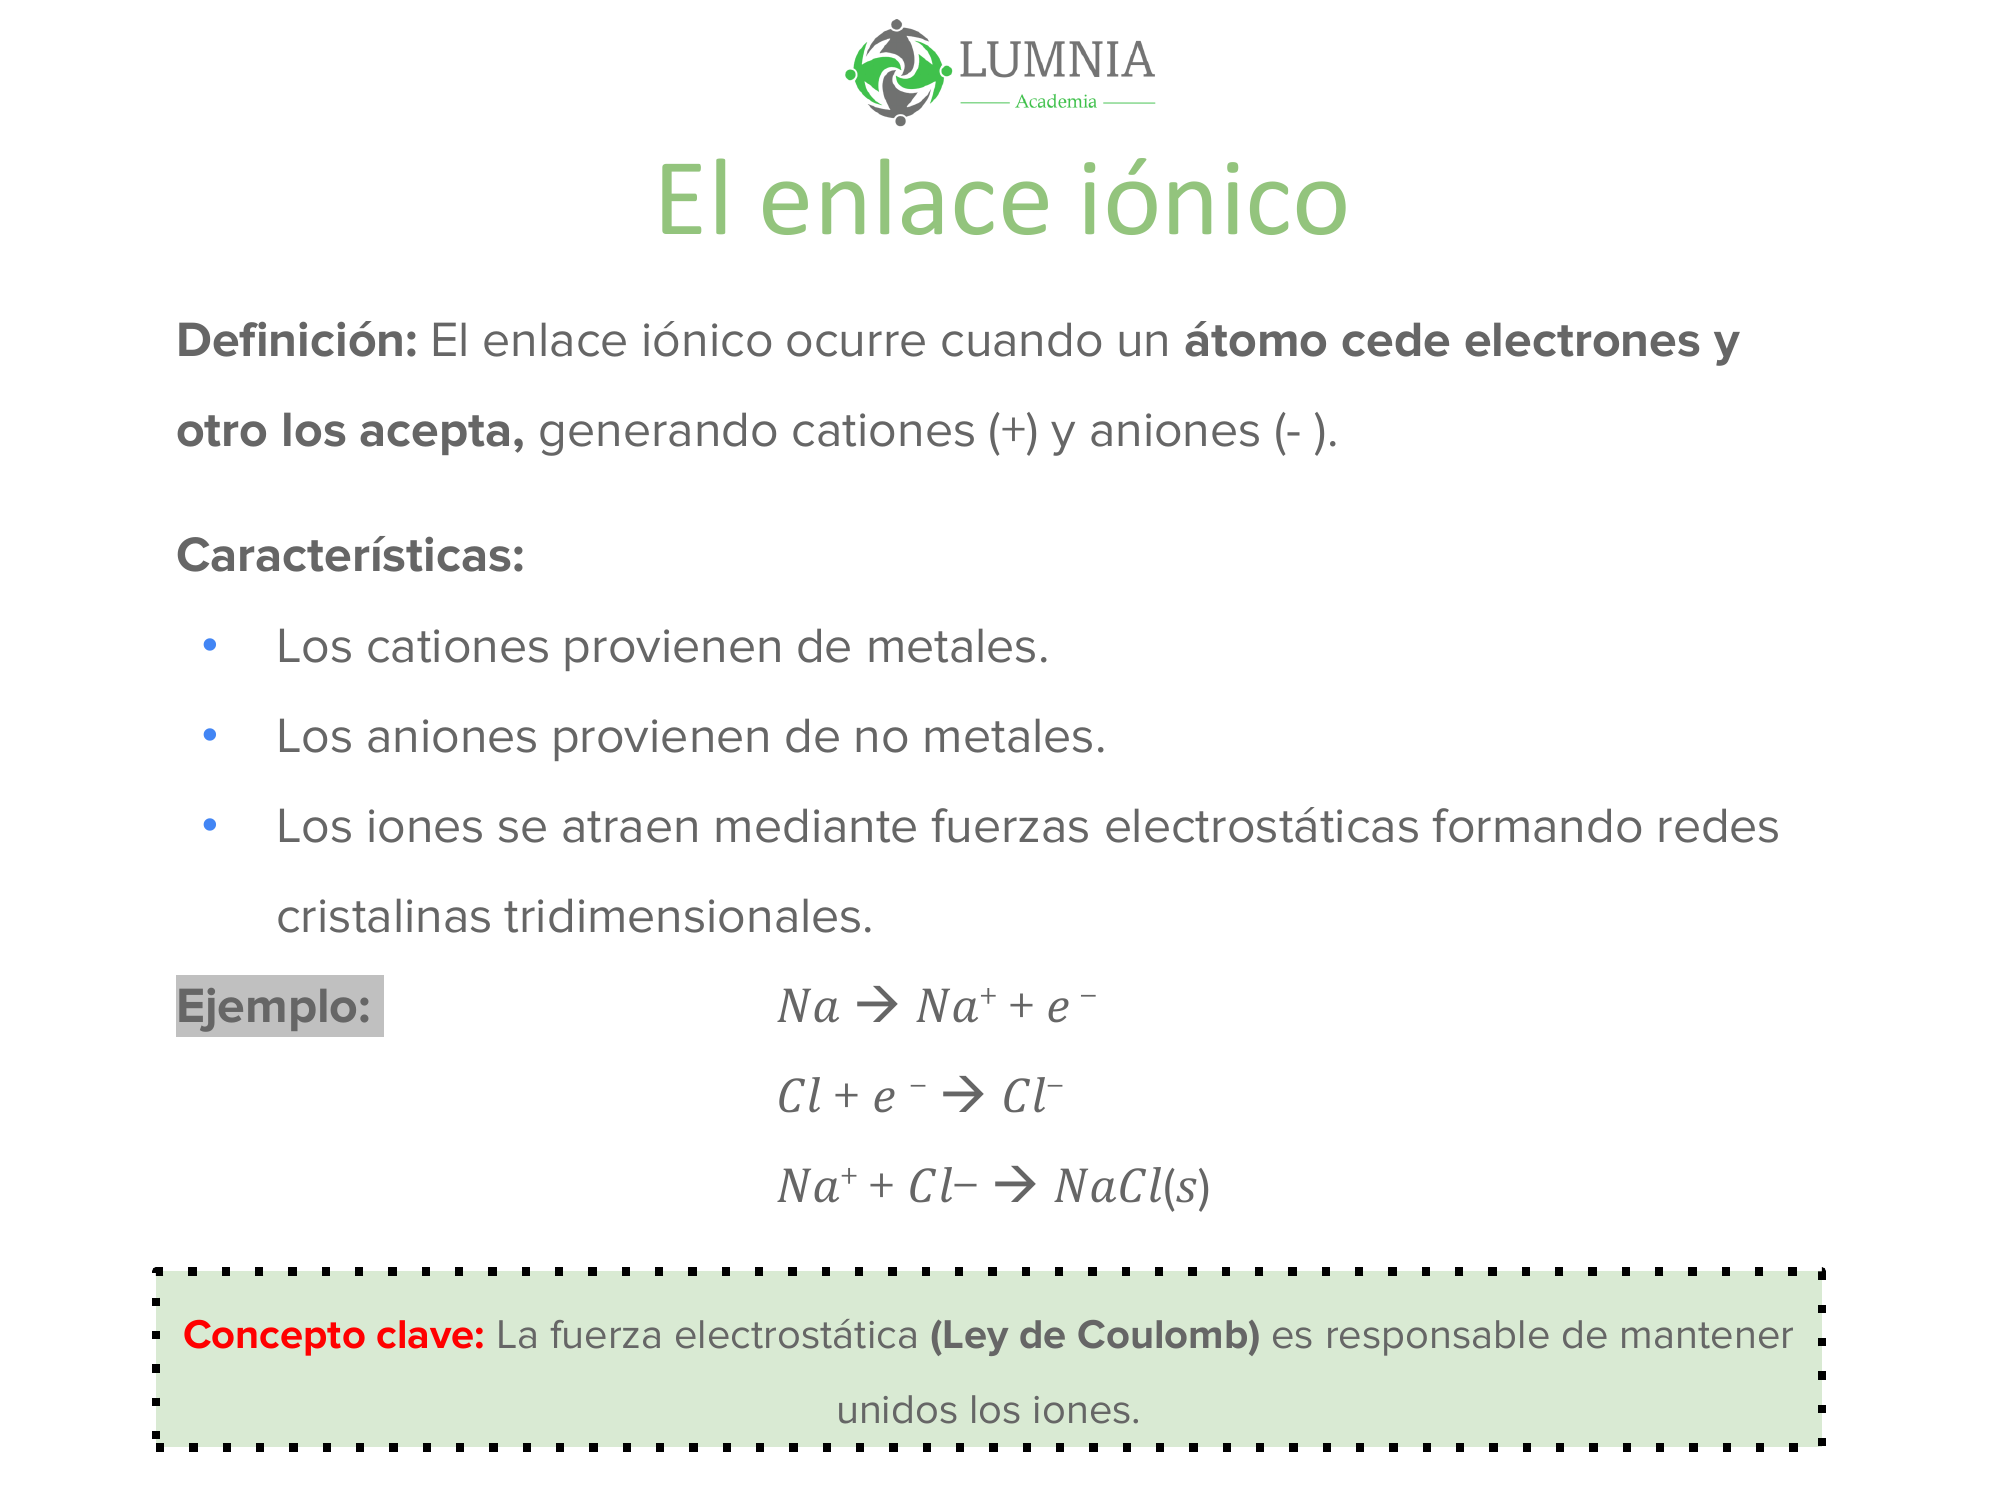 LUMNIA
Academia
El enlace iónico
Definición: El enlace iónico ocurre cuando un átomo cede electrones y
otro los acepta, generando cationes (+) y aniones (- ).
Características:
• Los cationes provienen de metales.
• Los aniones provienen de no metales.
• Los iones se atraen mediante fuerzas electrostáticas formando redes
cristalinas tridimensionales.
Ejemplo: Na → Na⁺ + e ⁻
Cl + e ⁻ → Cl⁻
Na⁺ + Cl− → NaCl(s)
Concepto clave: La fuerza electrostática (Ley de Coulomb) es responsable de mantener
unidos los iones.